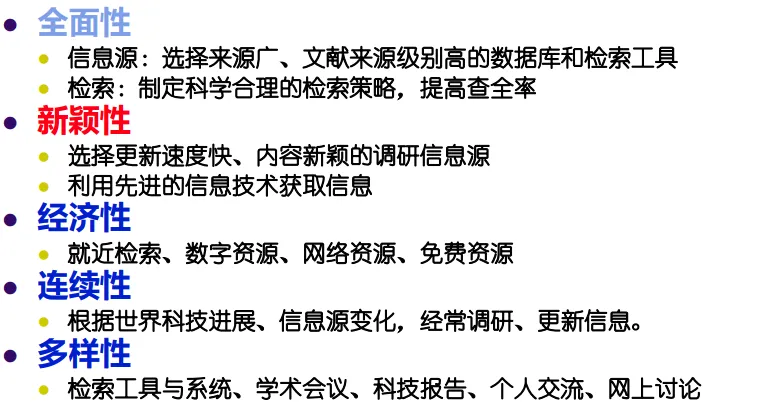 全面性
信息源：选择来源广、文献来源级别高的数据库和检索工具
检索：制定科学合理的检索策略，提高查全率
新颖性
选择更新速度快、内容新颖的调研信息源
利用先进的信息技术获取信息
经济性
就近检索、数字资源、网络资源、免费资源
连续性
根据世界科技进展、信息源变化，经常调研、更新信息。
多样性
检索工具与系统、学术会议、科技报告、个人交流、网上讨论